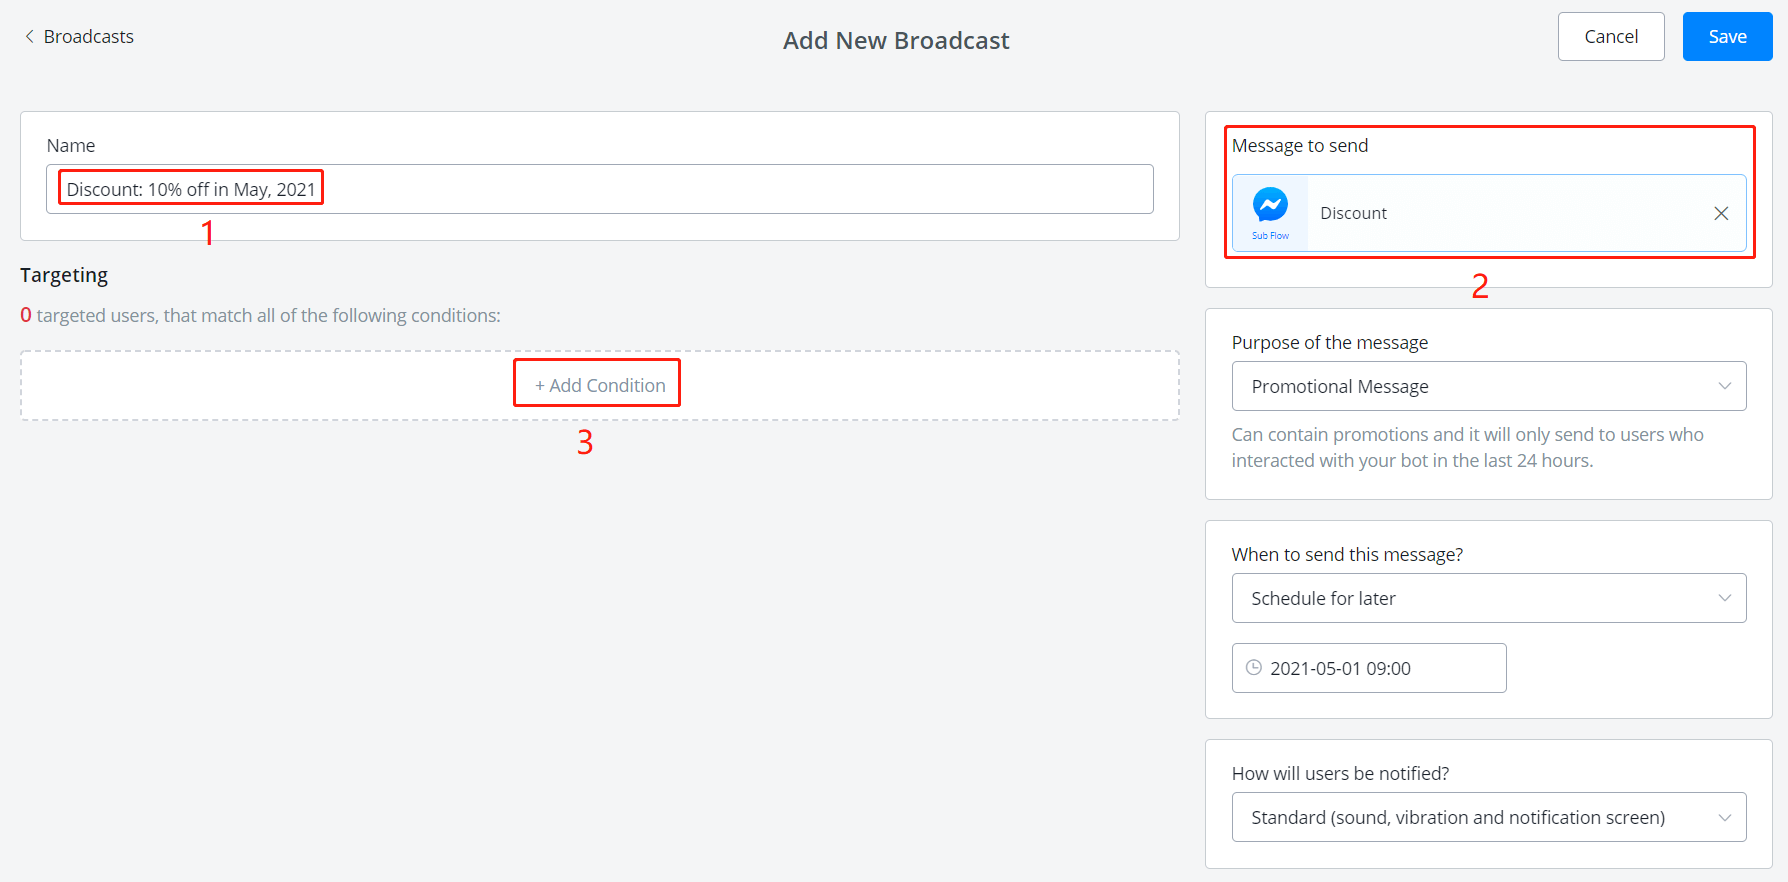 Broadcasts
Add New Broadcast
Cancel
Save
Name
Discount: 10% off in May, 2021
1
Targeting
0 targeted users, that match all of the following conditions:
+ Add Condition
3
Message to send
Sub Flow
Discount
2
Purpose of the message
Promotional Message
Can contain promotions and it will only send to users who
interacted with your bot in the last 24 hours.
When to send this message?
Schedule for later
2021-05-01 09:00
How will users be notified?
Standard (sound, vibration and notification screen)